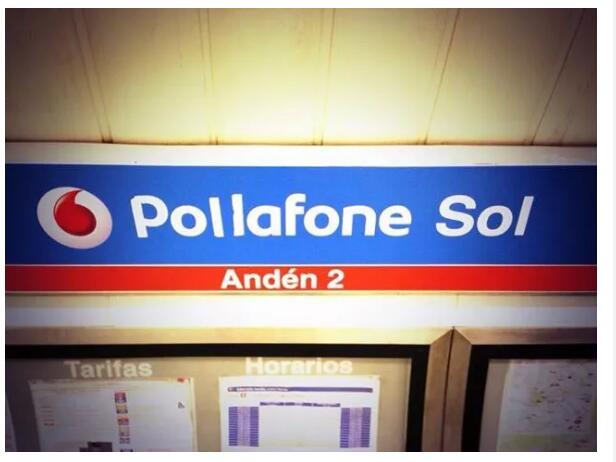 Pollafone Sol
Andén 2
Tarifas
Horarios